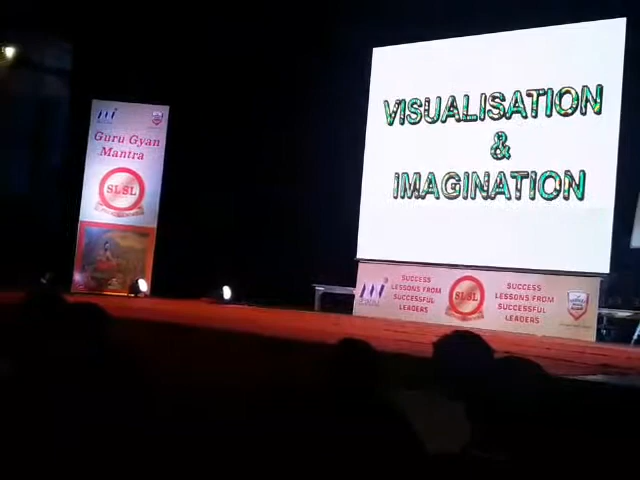 VISUALISATION
&
IMAGINATION
Guru Gyan
Mantra
SLSL
SUCCESS
LESSONS FROM
SUCCESSFUL
LEADERS
SLSL
SUCCESS
LESSONS FROM
SUCCESSFUL
LEADERS